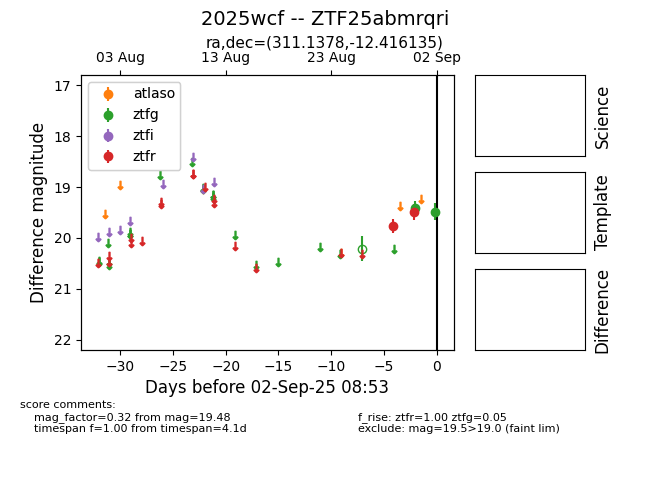 2025wcf -- ZTF25abmrqri
ra,dec=(311.1378,-12.416135)
03 Aug 13 Aug 23 Aug 02 Sep
atlaso
ztfg
ztfi
ztfr
17
18
19
20
21
22
Difference magnitude
−30 −25 −20 −15 −10 −5 0
Days before 02-Sep-25 08:53
Science
Template
Difference
score comments:
mag_factor=0.32 from mag=19.48
timespan f=1.00 from timespan=4.1d
f_rise: ztfr=1.00 ztfg=0.05
exclude: mag=19.5>19.0 (faint lim)